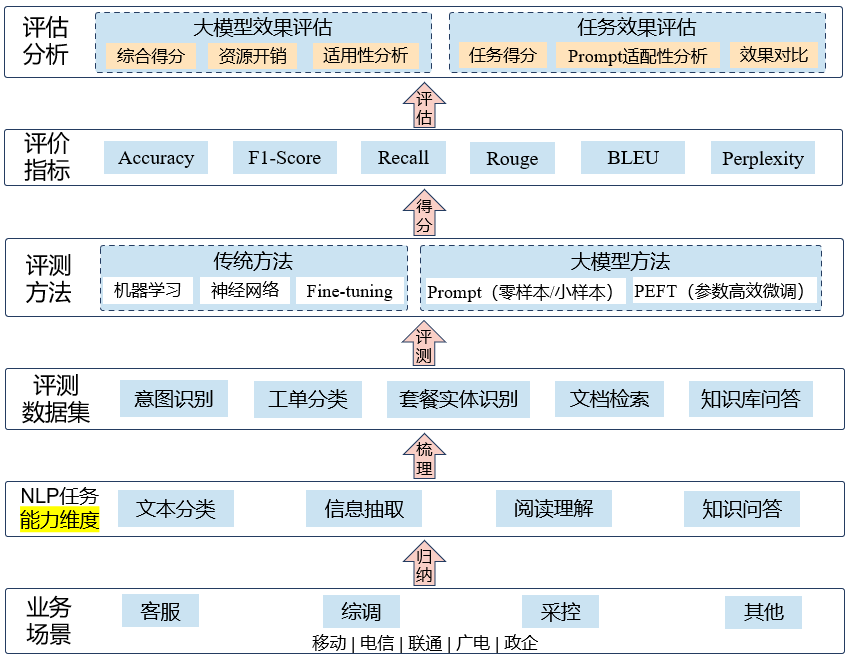 评估
分析
大模型效果评估
综合得分 资源开销 适用性分析
任务效果评估
任务得分 Prompt适配性分析 效果对比
评
估
评价
指标
Accuracy F1-Score Recall Rouge BLEU Perplexity
得
分
评测
方法
传统方法
机器学习 神经网络 Fine-tuning
大模型方法
Prompt（零样本/小样本） PEFT（参数高效微调）
评
测
评测
数据集
意图识别 工单分类 套餐实体识别 文档检索 知识库问答
梳
理
NLP任务
能力维度
文本分类 信息抽取 阅读理解 知识问答
归
纳
业务
场景
客服 综调 采控 其他
移动 | 电信 | 联通 | 广电 | 政企